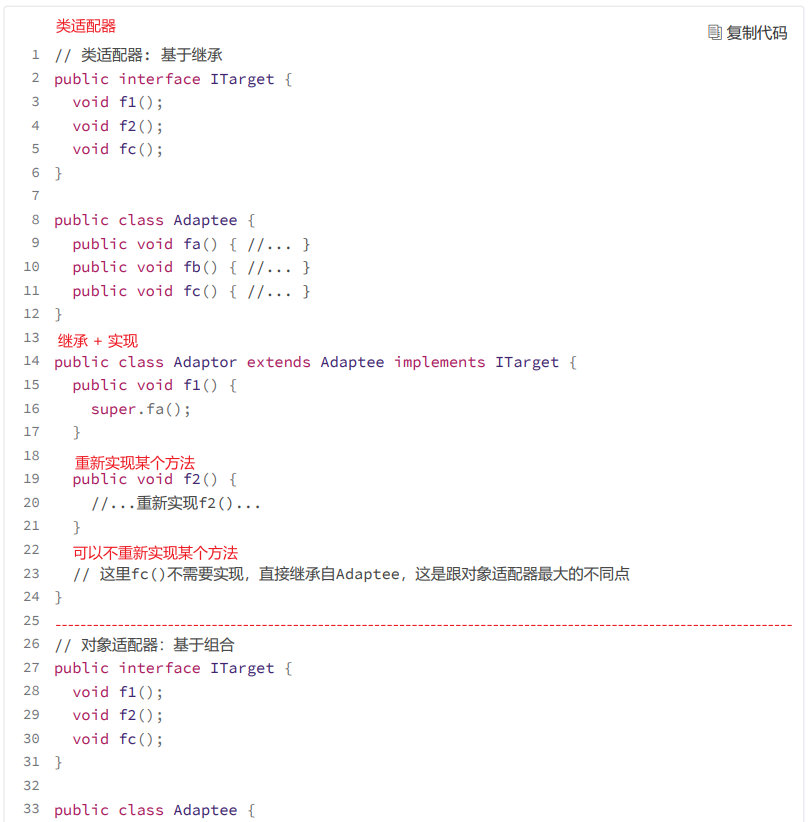 类适配器
复制代码
1 // 类适配器: 基于继承
2 public interface ITarget {
3 void f1();
4 void f2();
5 void fc();
6 }
7
8 public class Adaptee {
9 public void fa() { //... }
10 public void fb() { //... }
11 public void fc() { //... }
12 }
13 继承 + 实现
14 public class Adaptor extends Adaptee implements ITarget {
15 public void f1() {
16 super.fa();
17 }
18 重新实现某个方法
19 public void f2() {
20 //...重新实现f2()...
21 }
22 可以不重新实现某个方法
23 // 这里fc()不需要实现,直接继承自Adaptee,这是跟对象适配器最大的不同点
24 }
25
26 // 对象适配器:基于组合
27 public interface ITarget {
28 void f1();
29 void f2();
30 void fc();
31 }
32
33 public class Adaptee {